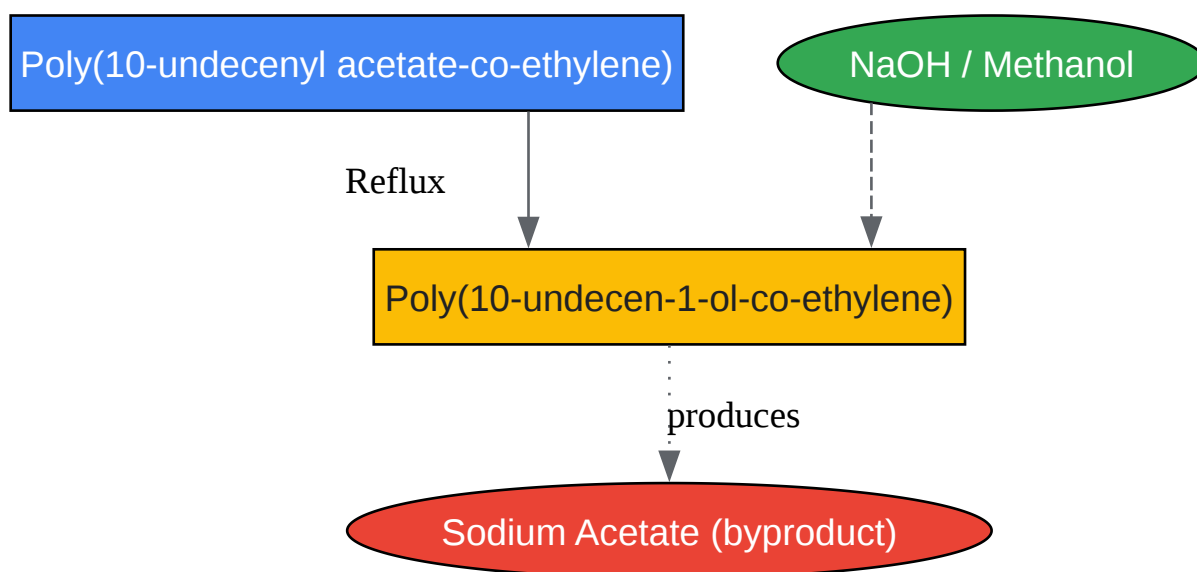 Poly(10-undecenyl acetate-co-ethylene)
NaOH / Methanol
Reflux
Poly(10-undecen-1-ol-co-ethylene)
produces
Sodium Acetate (byproduct)